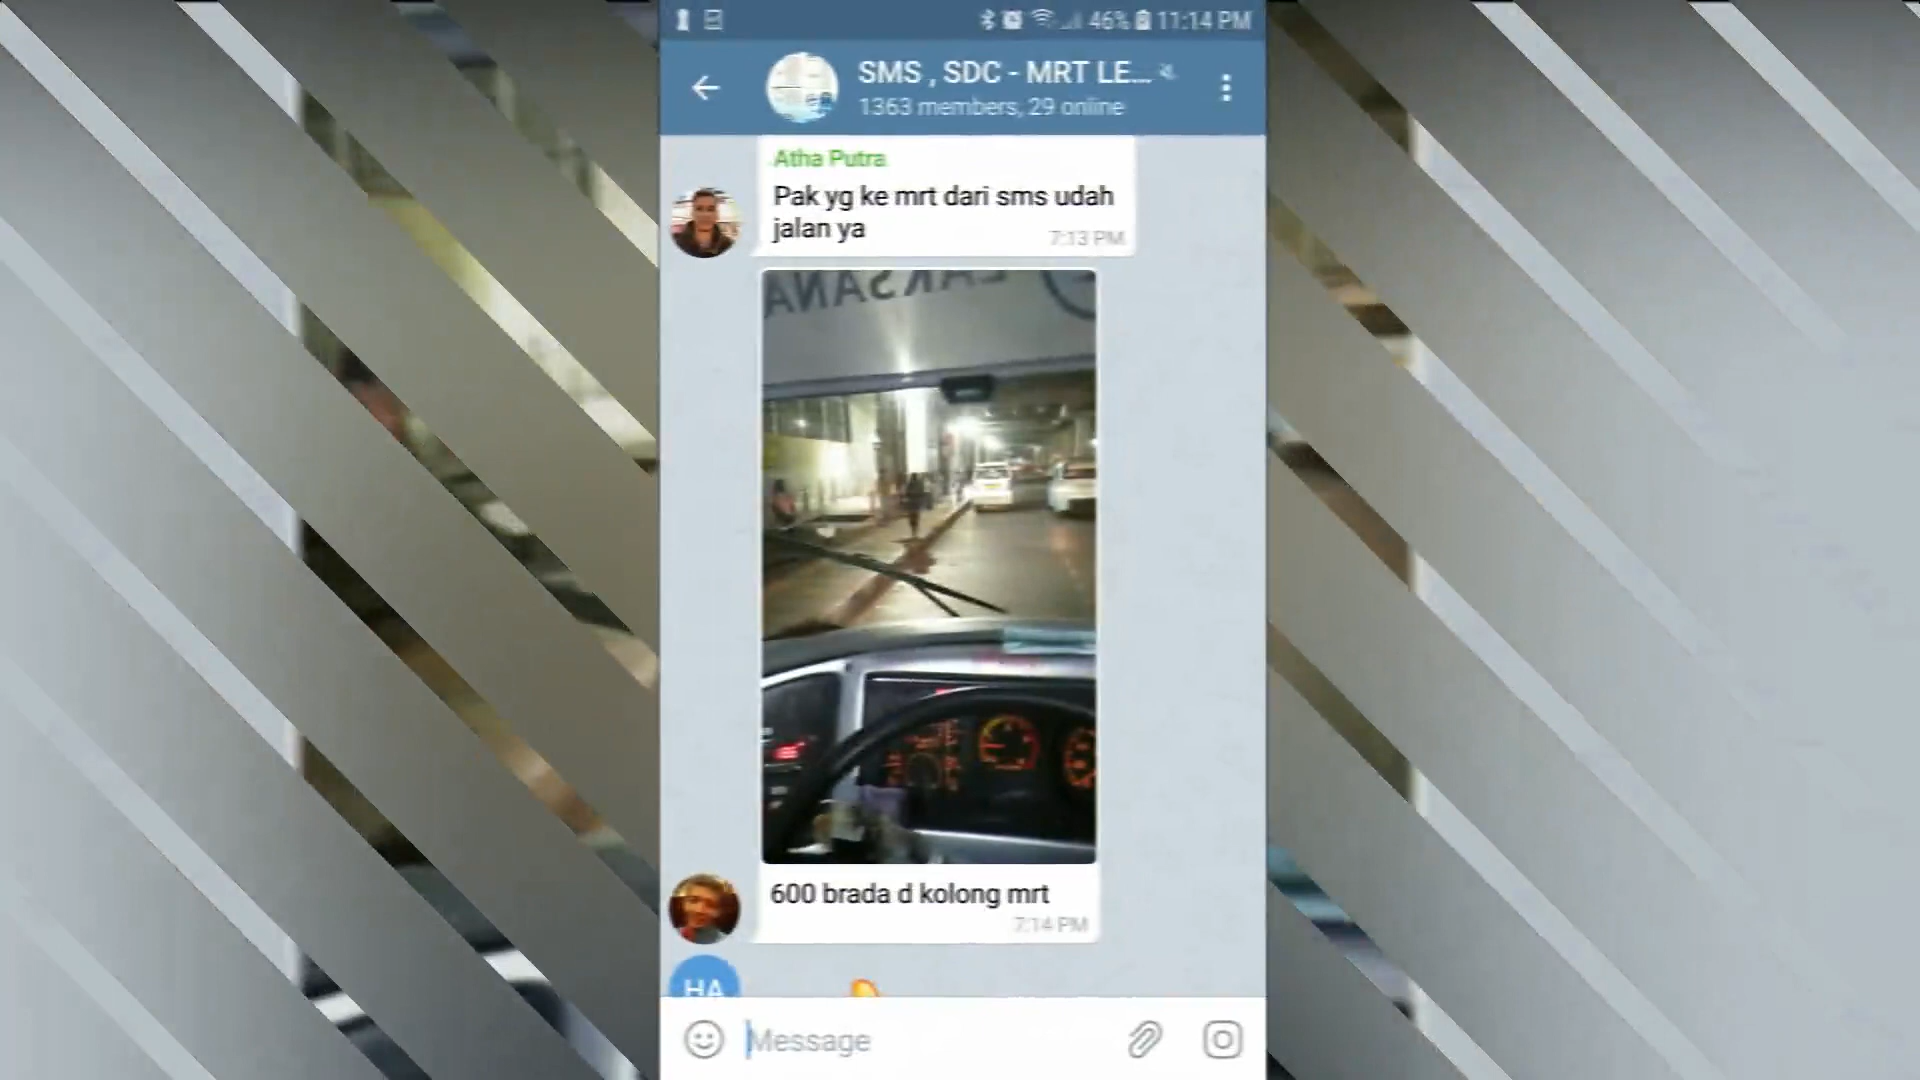 46% 11:14 PM
SMS , SDC - MRT LE...
1363 members, 29 online
Atha Putra
Pak yg ke mrt dari sms udah
jalan ya
7:13 PM
LAKSANA
600 brada d kolong mrt
7:14 PM
HA
Message